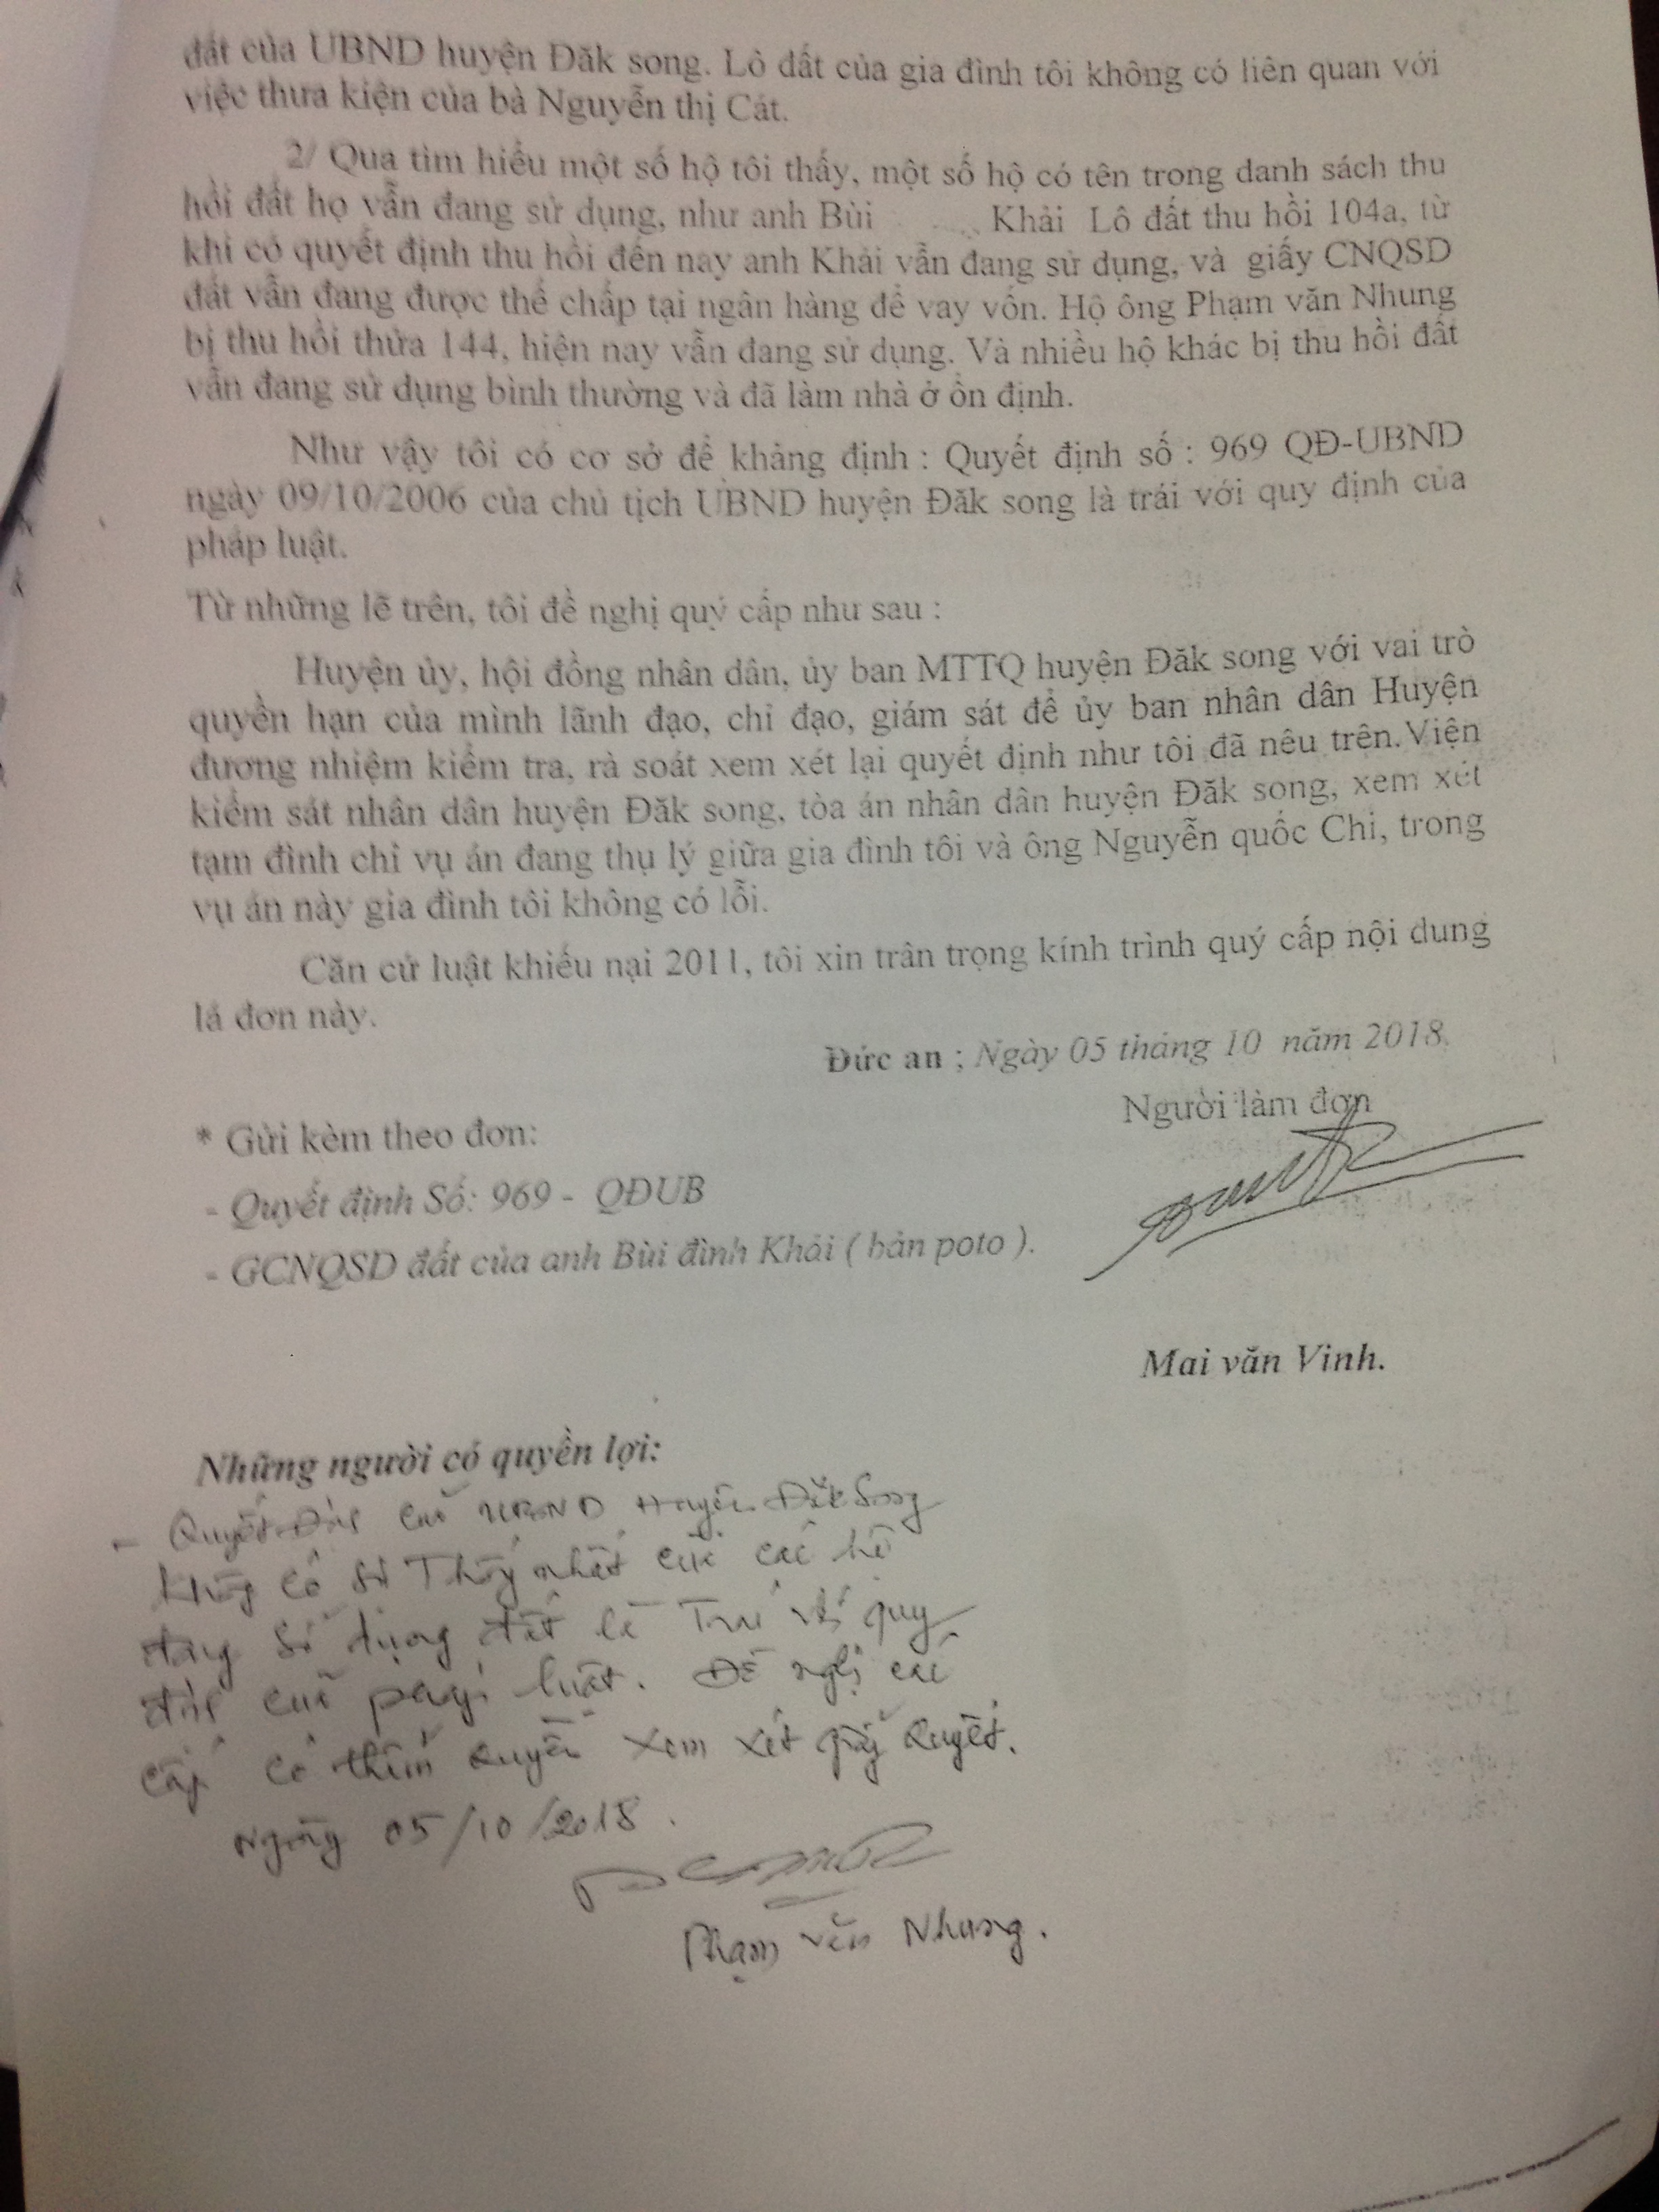 đất của UBND huyện Đăk song. Lô đất của gia đình tôi không có liên quan với
việc thưa kiện của bà Nguyễn thị Cát.
2/ Qua tìm hiểu một số hộ tôi thấy, một số hộ có tên trong danh sách thu
hồi đất họ vẫn đang sử dụng, như anh Bùi Khải Lô đất thu hồi 104a, từ
khi có quyết định thu hồi đến nay anh Khải vẫn đang sử dụng, và giấy CNQSD
đất vẫn đang được thế chấp tại ngân hàng để vay vốn. Hộ ông Phạm văn Nhung
bị thu hồi thửa 144, hiện nay vẫn đang sử dụng. Và nhiều hộ khác bị thu hồi đất
vẫn đang sử dụng bình thường và đã làm nhà ở ổn định.
Như vậy tôi có cơ sở để khảng định : Quyết định số : 969 QĐ-UBND
ngày 09/10/2006 của chủ tịch UBND huyện Đăk song là trái với quy định của
pháp luật.
Từ những lẽ trên, tôi đề nghị quý cấp như sau :
Huyện ủy, hội đồng nhân dân, ủy ban MTTQ huyện Đăk song với vai trò
quyền hạn của mình lãnh đạo, chỉ đạo, giám sát để ủy ban nhân dân Huyện
đương nhiệm kiểm tra, rà soát xem xét lại quyết định như tôi đã nêu trên. Viện
kiểm sát nhân dân huyện Đăk song, tòa án nhân dân huyện Đăk song, xem xét
tạm đình chỉ vụ án đang thụ lý giữa gia đình tôi và ông Nguyễn quốc Chi, trong
vụ án này gia đình tôi không có lỗi.
Căn cứ luật khiếu nại 2011, tôi xin trân trọng kính trình quý cấp nội dung
lá đơn này.
Đức an ; Ngày 05 tháng 10 năm 2018.
Người làm đơn
* Gửi kèm theo đơn:
- Quyết định Số: 969 - QĐUB
- GCNQSD đất của anh Bùi đình Khải ( bản poto ).
Mai văn Vinh.
Những người có quyền lợi:
- Quyết định của UBND Huyện Đăk Song
không có sự Thống nhất của các hộ
đang sử dụng đất là Trái với quy
định của pháp luật. Đề nghị các
cấp có thẩm quyền xem xét giải quyết.
Ngày 05/10/2018.
Phạm văn Nhung.